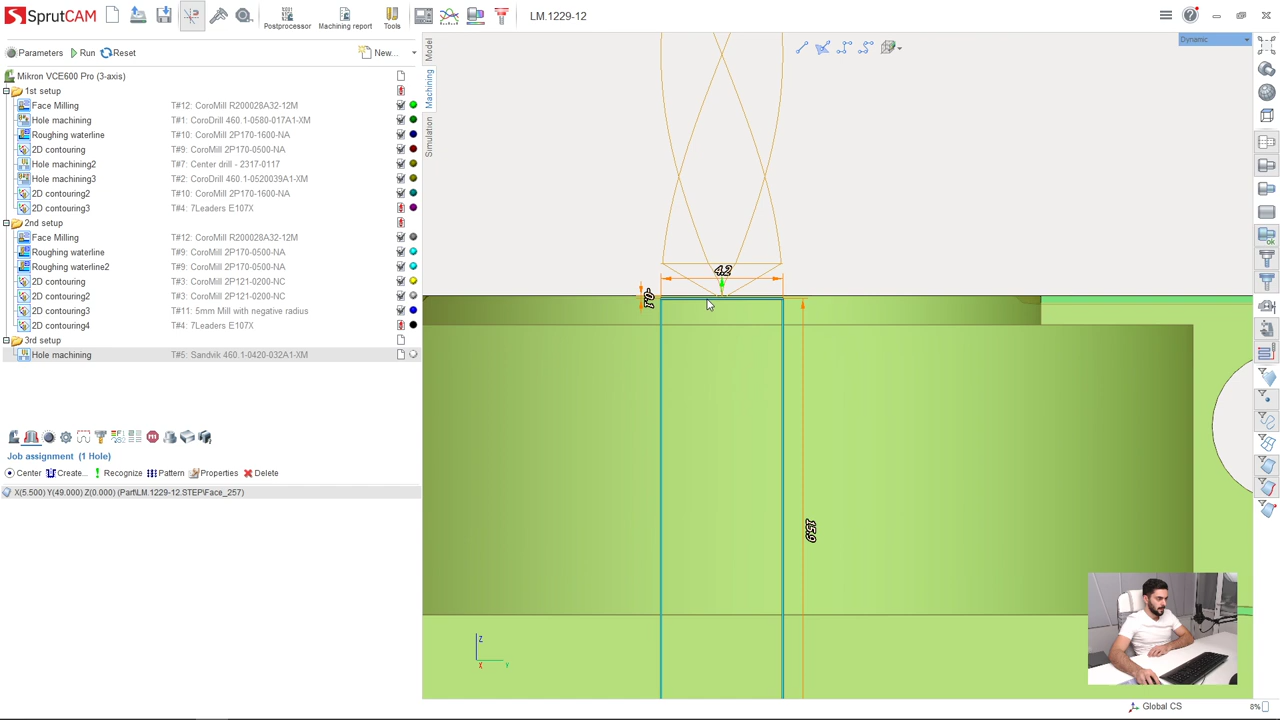 SprutCAM
Postprocessor
Machining report
Tools
LM.1229-12
Parameters
Run
Reset
New...
Dynamic
Model
Machining
Simulation
Mikron VCE600 Pro (3-axis)
1st setup
Face Milling T#12: CoroMill R200028A32-12M
Hole machining T#1: CoroDrill 460.1-0580-017A1-XM
Roughing waterline T#10: CoroMill 2P170-1600-NA
2D contouring T#9: CoroMill 2P170-0500-NA
Hole machining2 T#7: Center drill - 2317-0117
Hole machining3 T#2: CoroDrill 460.1-0520039A1-XM
2D contouring2 T#10: CoroMill 2P170-1600-NA
2D contouring3 T#4: 7Leaders E107X
2nd setup
Face Milling T#12: CoroMill R200028A32-12M
Roughing waterline T#9: CoroMill 2P170-0500-NA
Roughing waterline2 T#9: CoroMill 2P170-0500-NA
2D contouring T#3: CoroMill 2P121-0200-NC
2D contouring2 T#3: CoroMill 2P121-0200-NC
2D contouring3 T#11: 5mm Mill with negative radius
2D contouring4 T#4: 7Leaders E107X
3rd setup
Hole machining T#5: Sandvik 460.1-0420-032A1-XM
4.2
15.9
Job assignment (1 Hole)
Center
Create...
Recognize
Pattern
Properties
Delete
X(5.500) Y(49.000) Z(0.000) (Part\LM.1229-12.STEP\Face_257)
Z
X
Y
Global CS
8%